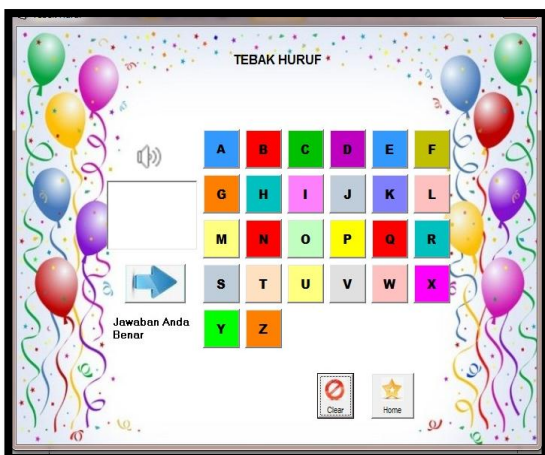 TEBAK HURUF
A B C D E F
G H I J K L
M N O P Q R
S T U V W X
Jawaban Anda
Benar
Y Z
Clear
Home